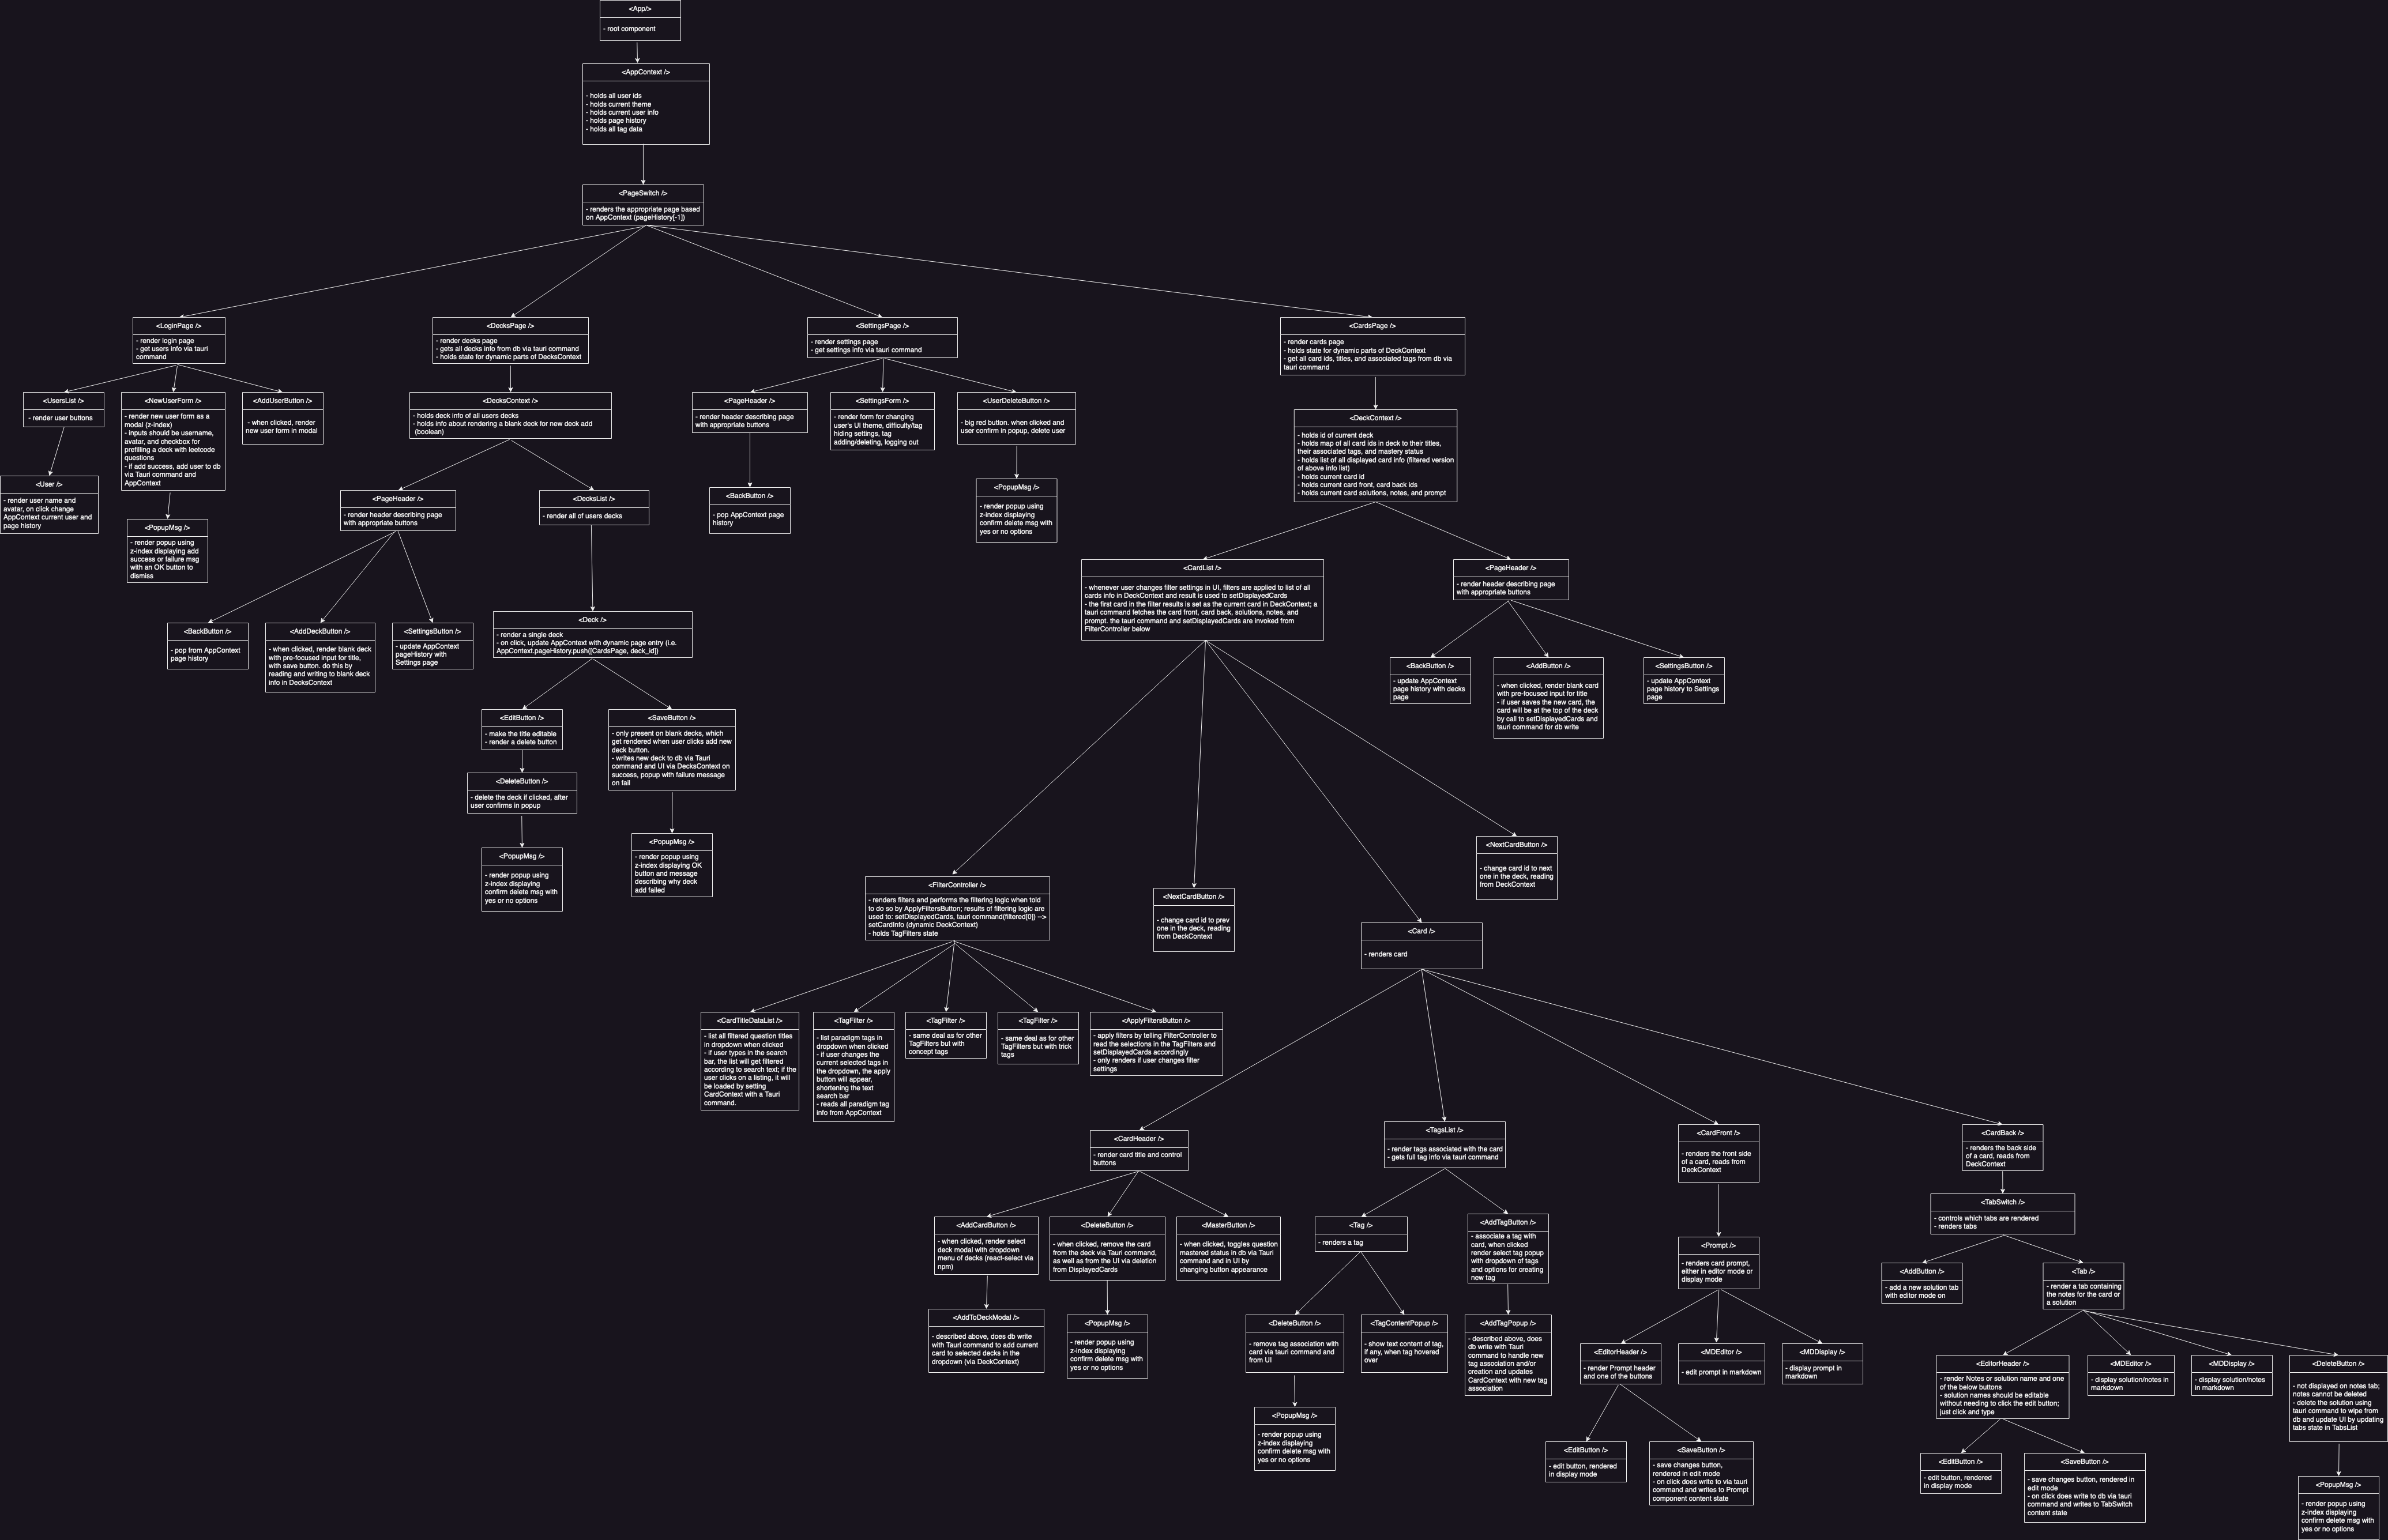 <App/>
- root component
<AppContext />
- holds all user ids
- holds current theme
- holds current user info
- holds page history
- holds all tag data
<PageSwitch />
- renders the appropriate page based
on AppContext (pageHistory[-1])
<LoginPage />
- render login page
- get users info via tauri
command
<DecksPage />
- render decks page
- gets all decks info from db via tauri command
- holds state for dynamic parts of DecksContext
<SettingsPage />
- render settings page
- get settings info via tauri command
<CardsPage />
- render cards page
- holds state for dynamic parts of DeckContext
- get all card ids, titles, and associated tags from db via
tauri command
<UsersList />
- render user buttons
<NewUserForm />
- render new user form as a
modal (z-index)
- inputs should be username,
avatar, and checkbox for
prefilling a deck with leetcode
questions
- if add success, add user to db
via Tauri command and
AppContext
<AddUserButton />
- when clicked, render
new user form in modal
<DecksContext />
- holds deck info of all users decks
- holds info about rendering a blank deck for new deck add
(boolean)
<PageHeader />
- render header describing page
with appropriate buttons
<SettingsForm />
- render form for changing
user's UI theme, difficulty/tag
hiding settings, tag
adding/deleting, logging out
<UserDeleteButton />
- big red button. when clicked and
user confirm in popup, delete user
<DeckContext />
- holds id of current deck
- holds map of all card ids in deck to their titles,
their associated tags, and mastery status
- holds list of all displayed card info (filtered version
of above info list)
- holds current card id
- holds current card front, card back ids
- holds current card solutions, notes, and prompt
<User />
- render user name and
avatar, on click change
AppContext current user and
page history
<PopupMsg />
- render popup using
z-index displaying add
success or failure msg
with an OK button to
dismiss
<PageHeader />
- render header describing page
with appropriate buttons
<DecksList />
- render all of users decks
<BackButton />
- pop AppContext page
history
<PopupMsg />
- render popup using
z-index displaying
confirm delete msg with
yes or no options
<CardList />
- whenever user changes filter settings in UI, filters are applied to list of all
cards info in DeckContext and result is used to setDisplayedCards
- the first card in the filter results is set as the current card in DeckContext; a
tauri command fetches the card front, card back, solutions, notes, and
prompt. the tauri command and setDisplayedCards are invoked from
FilterController below
<PageHeader />
- render header describing page
with appropriate buttons
<BackButton />
- pop from AppContext
page history
<AddDeckButton />
- when clicked, render blank deck
with pre-focused input for title,
with save button. do this by
reading and writing to blank deck
info in DecksContext
<SettingsButton />
- update AppContext
pageHistory with
Settings page
<Deck />
- render a single deck
- on click, update AppContext with dynamic page entry (i.e.
AppContext.pageHistory.push([CardsPage, deck_id])
<BackButton />
- update AppContext
page history with decks
page
<AddButton />
- when clicked, render blank card
with pre-focused input for title
- if user saves the new card, the
card will be at the top of the deck
by call to setDisplayedCards and
tauri command for db write
<SettingsButton />
- update AppContext
page history to Settings
page
<EditButton />
- make the title editable
- render a delete button
<SaveButton />
- only present on blank decks, which
get rendered when user clicks add new
deck button.
- writes new deck to db via Tauri
command and UI via DecksContext on
success, popup with failure message
on fail
<DeleteButton />
- delete the deck if clicked, after
user confirms in popup
<PopupMsg />
- render popup using
z-index displaying
confirm delete msg with
yes or no options
<PopupMsg />
- render popup using
z-index displaying OK
button and message
describing why deck
add failed
<FilterController />
- renders filters and performs the filtering logic when told
to do so by ApplyFiltersButton; results of filtering logic are
used to: setDisplayedCards, tauri command(filtered[0]) -->
setCardInfo (dynamic DeckContext)
- holds TagFilters state
<NextCardButton />
- change card id to prev
one in the deck, reading
from DeckContext
<Card />
- renders card
<NextCardButton />
- change card id to next
one in the deck, reading
from DeckContext
<CardTitleDataList />
- list all filtered question titles
in dropdown when clicked
- if user types in the search
bar, the list will get filtered
according to search text; if the
user clicks on a listing, it will
be loaded by setting
CardContext with a Tauri
command.
<TagFilter />
- list paradigm tags in
dropdown when clicked
- if user changes the
current selected tags in
the dropdown, the apply
button will appear,
shortening the text
search bar
- reads all paradigm tag
info from AppContext
<TagFilter />
- same deal as for other
TagFilters but with
concept tags
<TagFilter />
- same deal as for other
TagFilters but with trick
tags
<ApplyFiltersButton />
- apply filters by telling FilterController to
read the selections in the TagFilters and
setDisplayedCards accordingly
- only renders if user changes filter
settings
<CardHeader />
- render card title and control
buttons
<TagsList />
- render tags associated with the card
- gets full tag info via tauri command
<CardFront />
- renders the front side
of a card, reads from
DeckContext
<CardBack />
- renders the back side
of a card, reads from
DeckContext
<TabSwitch />
- controls which tabs are rendered
- renders tabs
<AddCardButton />
- when clicked, render select
deck modal with dropdown
menu of decks (react-select via
npm)
<DeleteButton />
- when clicked, remove the card
from the deck via Tauri command,
as well as from the UI via deletion
from DisplayedCards
<MasterButton />
- when clicked, toggles question
mastered status in db via Tauri
command and in UI by
changing button appearance
<Tag />
- renders a tag
<AddTagButton />
- associate a tag with
card, when clicked
render select tag popup
with dropdown of tags
and options for creating
new tag
<Prompt />
- renders card prompt,
either in editor mode or
display mode
<AddButton />
- add a new solution tab
with editor mode on
<Tab />
- render a tab containing
the notes for the card or
a solution
<AddToDeckModal />
- described above, does db write
with Tauri command to add current
card to selected decks in the
dropdown (via DeckContext)
<PopupMsg />
- render popup using
z-index displaying
confirm delete msg with
yes or no options
<DeleteButton />
- remove tag association with
card via tauri command and
from UI
<TagContentPopup />
- show text content of tag,
if any, when tag hovered
over
<AddTagPopup />
- described above, does
db write with Tauri
command to handle new
tag association and/or
creation and updates
CardContext with new tag
association
<EditorHeader />
- render Prompt header
and one of the buttons
<MDEditor />
- edit prompt in markdown
<MDDisplay />
- display prompt in
markdown
<EditorHeader />
- render Notes or solution name and one
of the below buttons
- solution names should be editable
without needing to click the edit button;
just click and type
<MDEditor />
- display solution/notes in
markdown
<MDDisplay />
- display solution/notes
in markdown
<DeleteButton />
- not displayed on notes tab;
notes cannot be deleted
- delete the solution using
tauri command to wipe from
db and update UI by updating
tabs state in TabsList
<PopupMsg />
- render popup using
z-index displaying
confirm delete msg with
yes or no options
<EditButton />
- edit button, rendered
in display mode
<SaveButton />
- save changes button,
rendered in edit mode
- on click does write to via tauri
command and writes to Prompt
component content state
<EditButton />
- edit button, rendered
in display mode
<SaveButton />
- save changes button, rendered in
edit mode
- on click does write to db via tauri
command and writes to TabSwitch
content state
<PopupMsg />
- render popup using
z-index displaying
confirm delete msg with
yes or no options